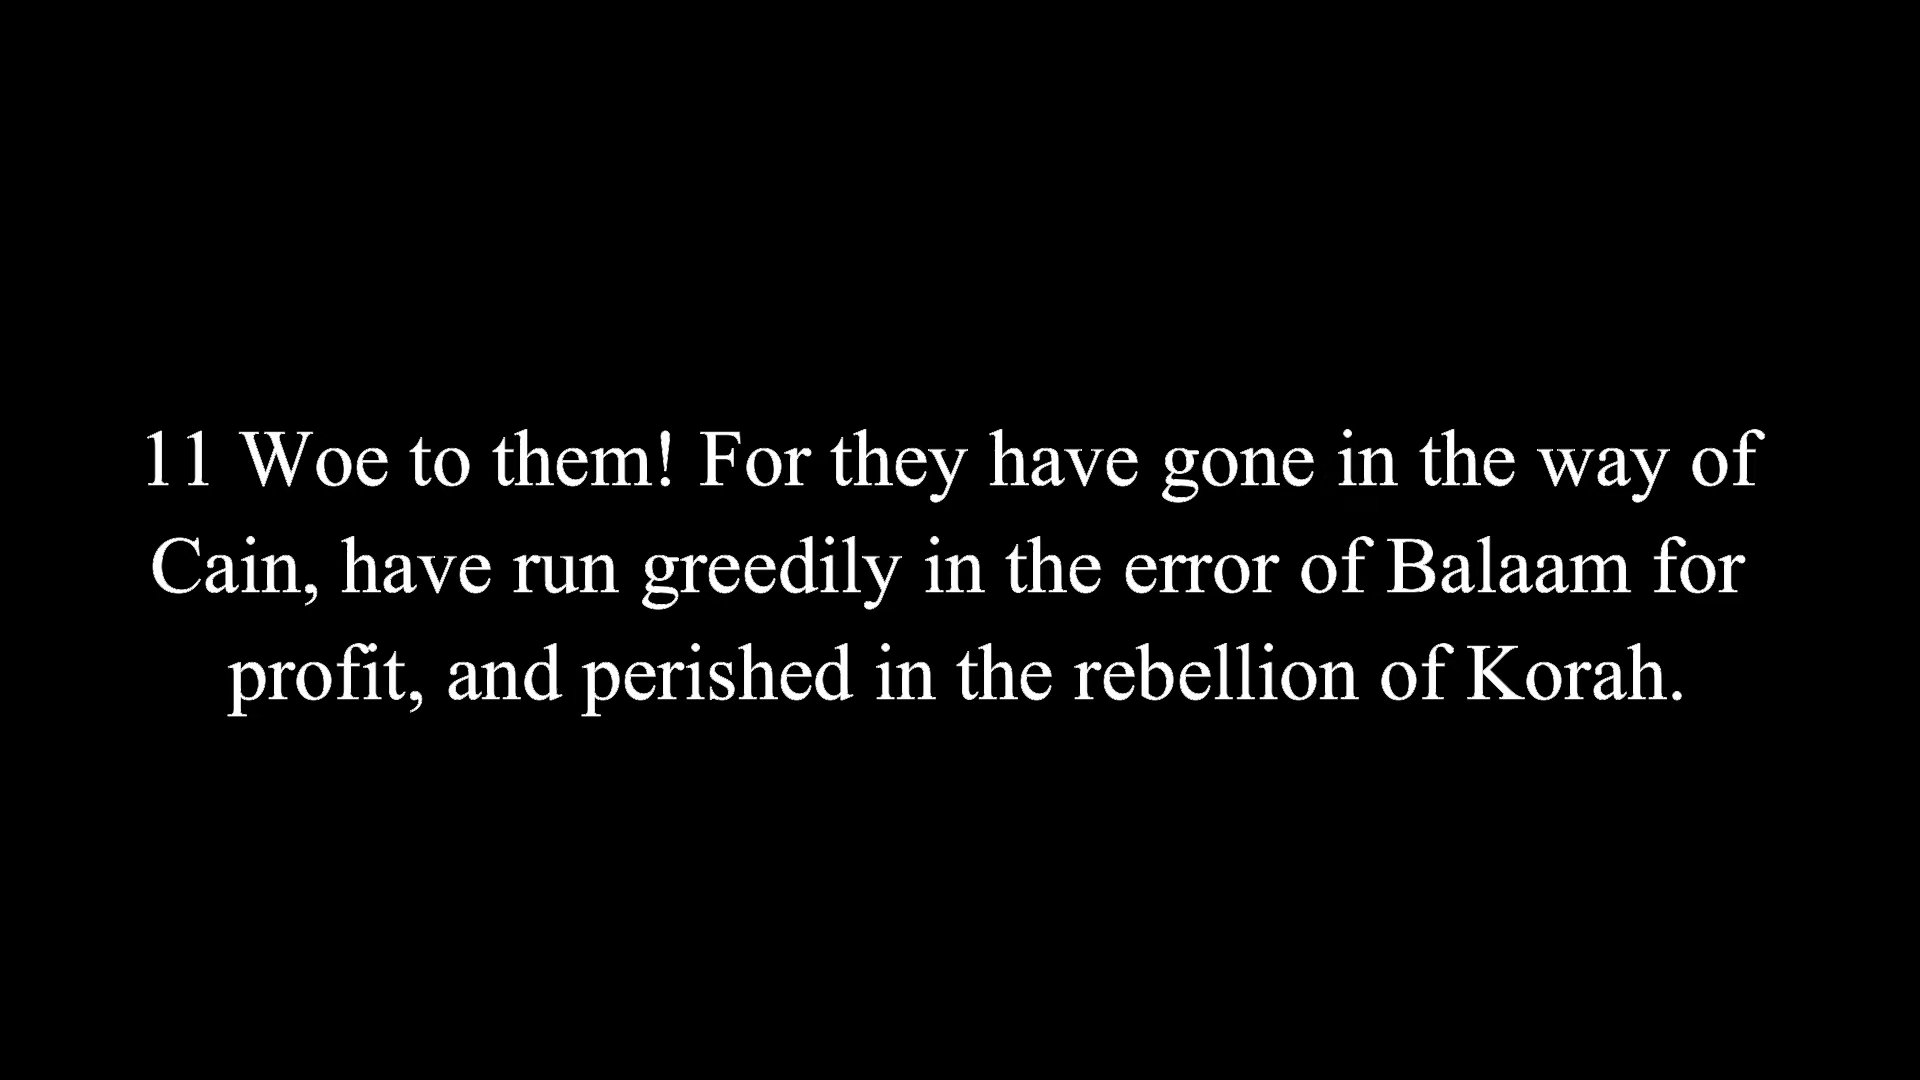 11 Woe to them! For they have gone in the way of
Cain, have run greedily in the error of Balaam for
profit, and perished in the rebellion of Korah.